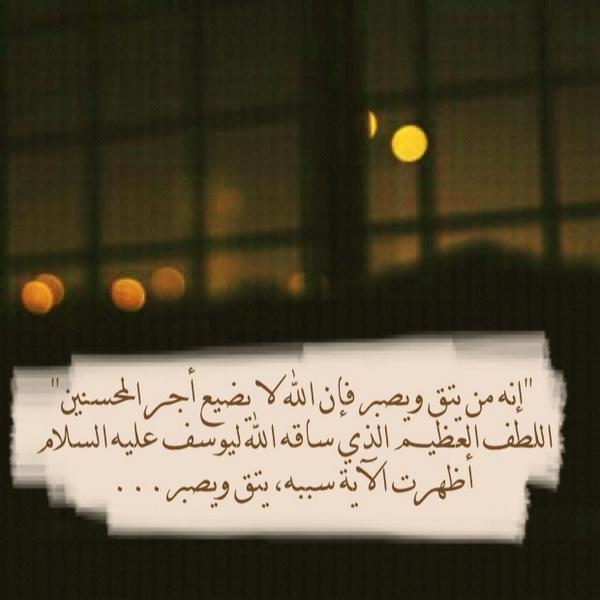 "إنه من يتق ويصبر فإن الله لا يضيع أجر المحسنين"
اللطف العظيم الذي ساقه الله ليوسف عليه السلام
أظهرت الآية سببه، يتق ويصبر . . .